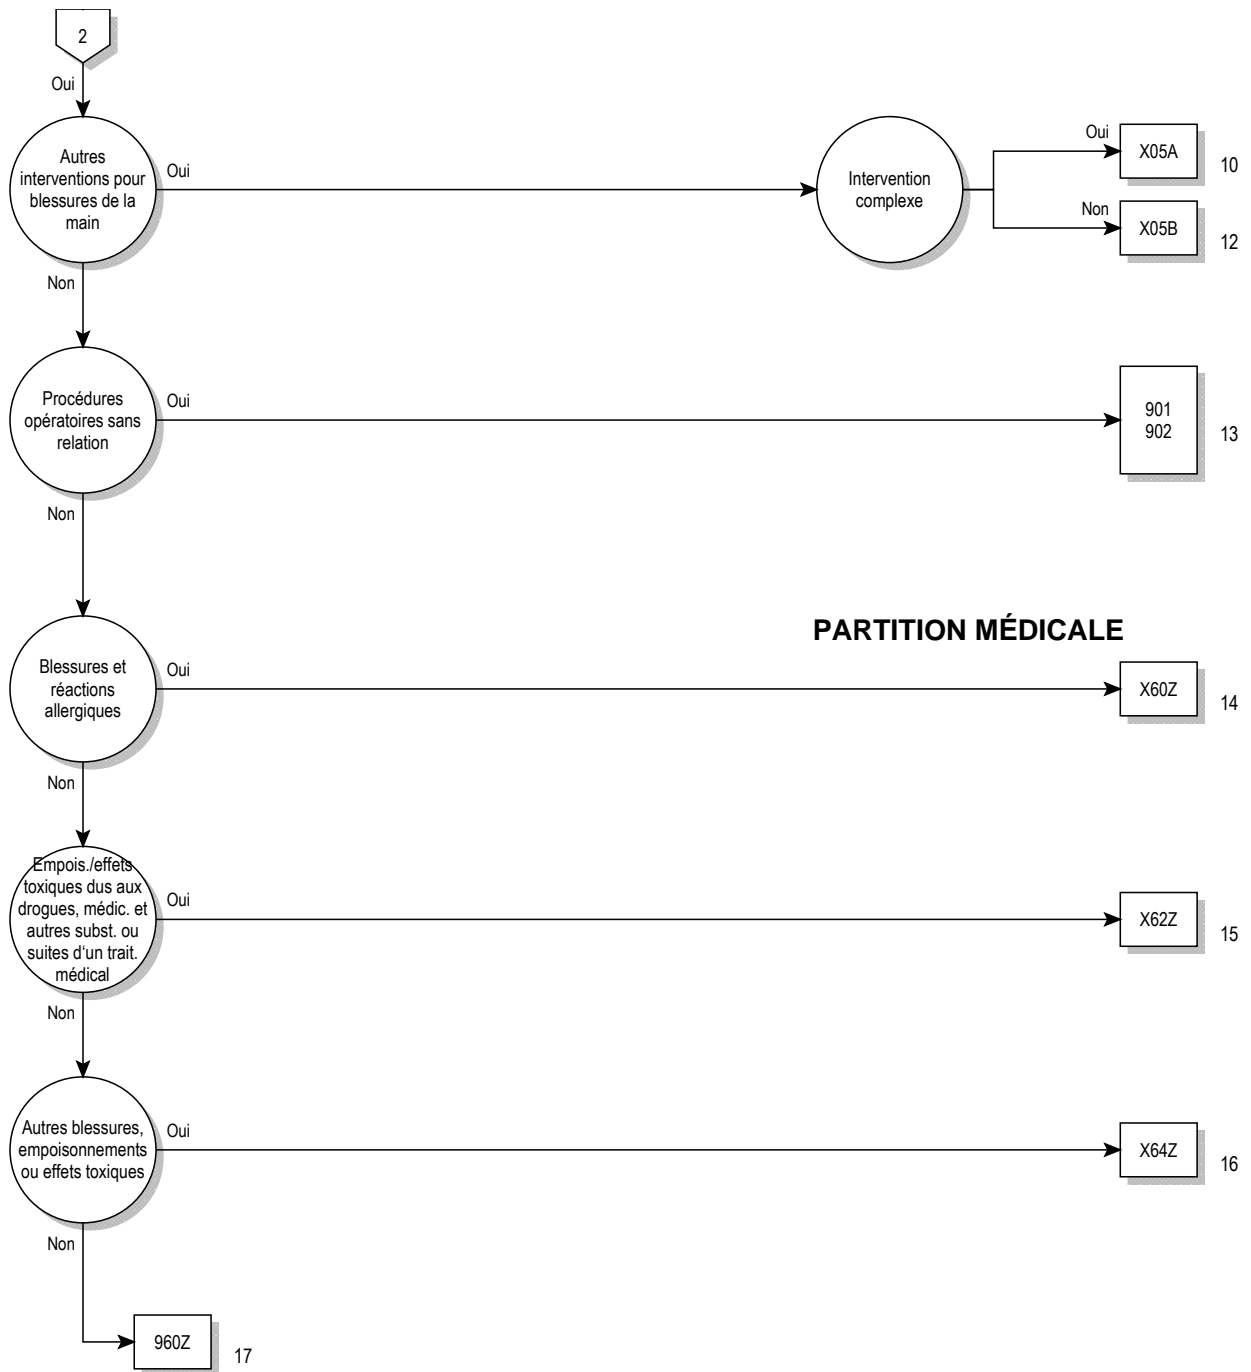 2
Oui
Autres
interventions pour
blessures de la
main
Oui
Intervention
complexe
Oui
X05A
10
Non
X05B
12
Non
Procédures
opératoires sans
relation
Oui
901
902
13
Non
PARTITION MÉDICALE
Blessures et
réactions
allergiques
Oui
X60Z
14
Non
Empois./effets
toxiques dus aux
drogues, médic. et
autres subst. ou
suites d‘un trait.
médical
Oui
X62Z
15
Non
Autres blessures,
empoisonnements
ou effets toxiques
Oui
X64Z
16
Non
960Z
17